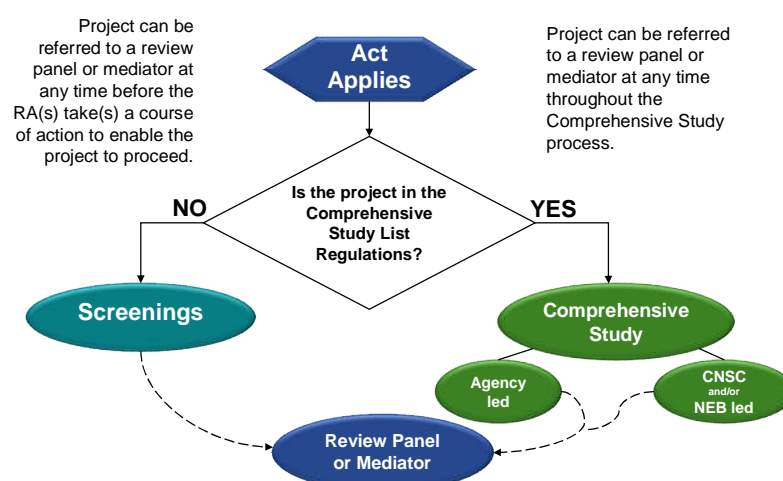 Project can be
referred to a review
panel or mediator at
any time before the
RA(s) take(s) a course
of action to enable the
project to proceed.
Act
Applies
Project can be referred
to a review panel or
mediator at any time
throughout the
Comprehensive Study
process.
Is the project in the
Comprehensive
Study List
Regulations?
NO
YES
Screenings
Comprehensive
Study
Agency
led
CNSC
and/or
NEB led
Review Panel
or Mediator